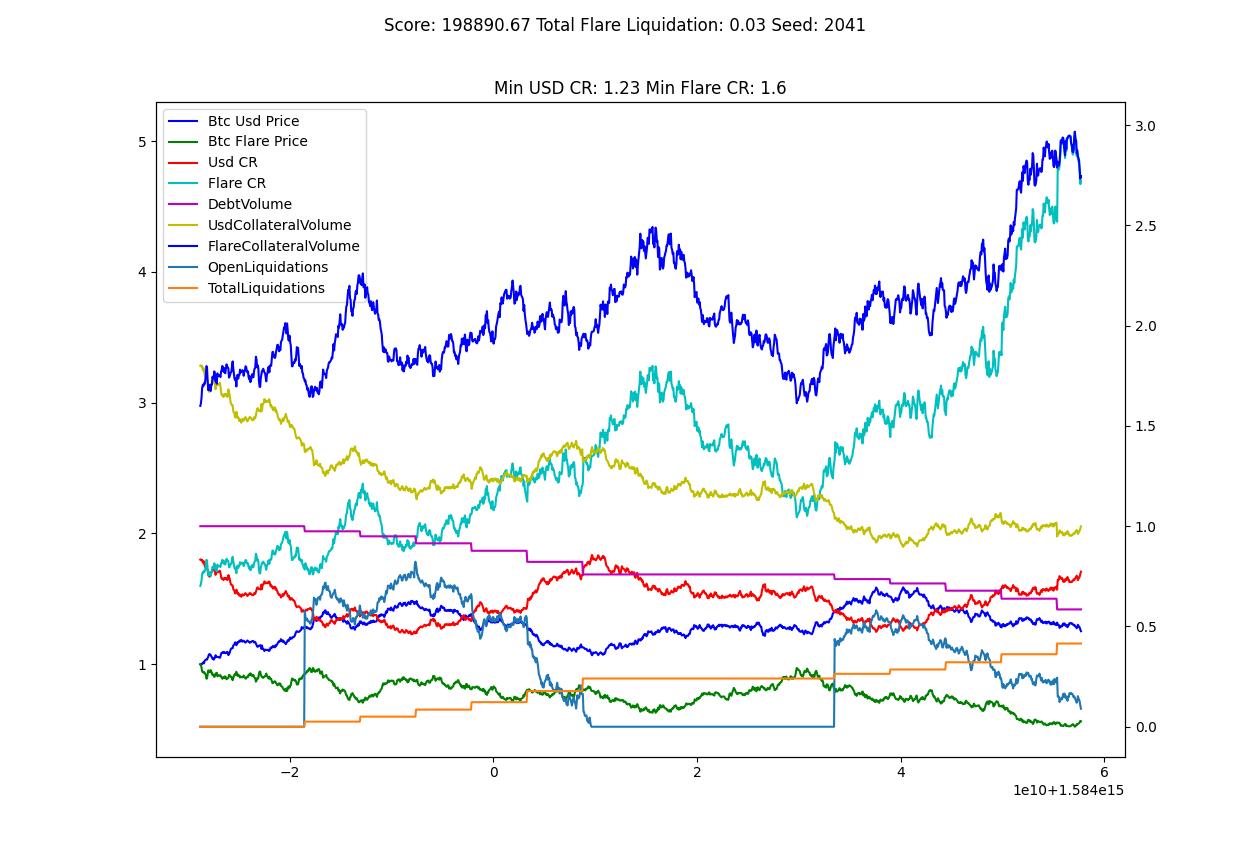 Score: 198890.67 Total Flare Liquidation: 0.03 Seed: 2041
Min USD CR: 1.23 Min Flare CR: 1.6
Btc Usd Price
Btc Flare Price
Usd CR
Flare CR
DebtVolume
UsdCollateralVolume
FlareCollateralVolume
OpenLiquidations
TotalLiquidations
5
4
3
2
1
3.0
2.5
2.0
1.5
1.0
0.5
0.0
−2
0
2
4
6
1e10+1.584e15